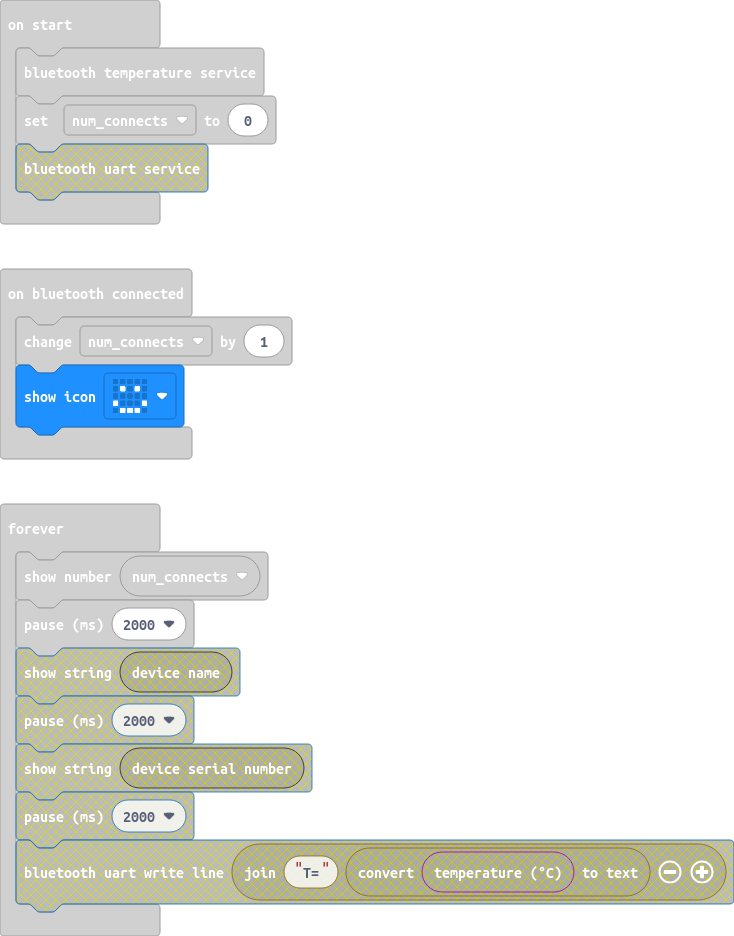 on start
bluetooth temperature service
set num_connects to 0
bluetooth uart service
on bluetooth connected
change num_connects by 1
show icon
forever
show number num_connects
pause (ms) 2000
show string device name
pause (ms) 2000
show string device serial number
pause (ms) 2000
bluetooth uart write line join "T=" convert temperature (°C) to text